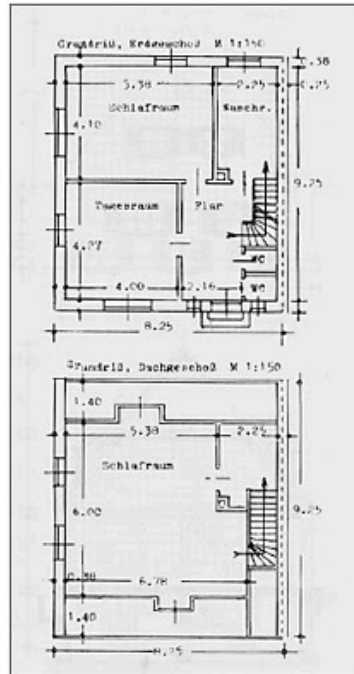 Grundriß, Erdgeschoß M 1:150
0.38
5.38
2.25
0.25
Schlafraum
Waschr.
4.10
9.25
Tagesraum
Flur
4.27
WC
4.00
2.16
WC
8.25
Grundriß, Dachgeschoß M 1:150
1.40
5.38
2.25
Schlafraum
6.00
9.25
0.38
6.78
1.40
8.25